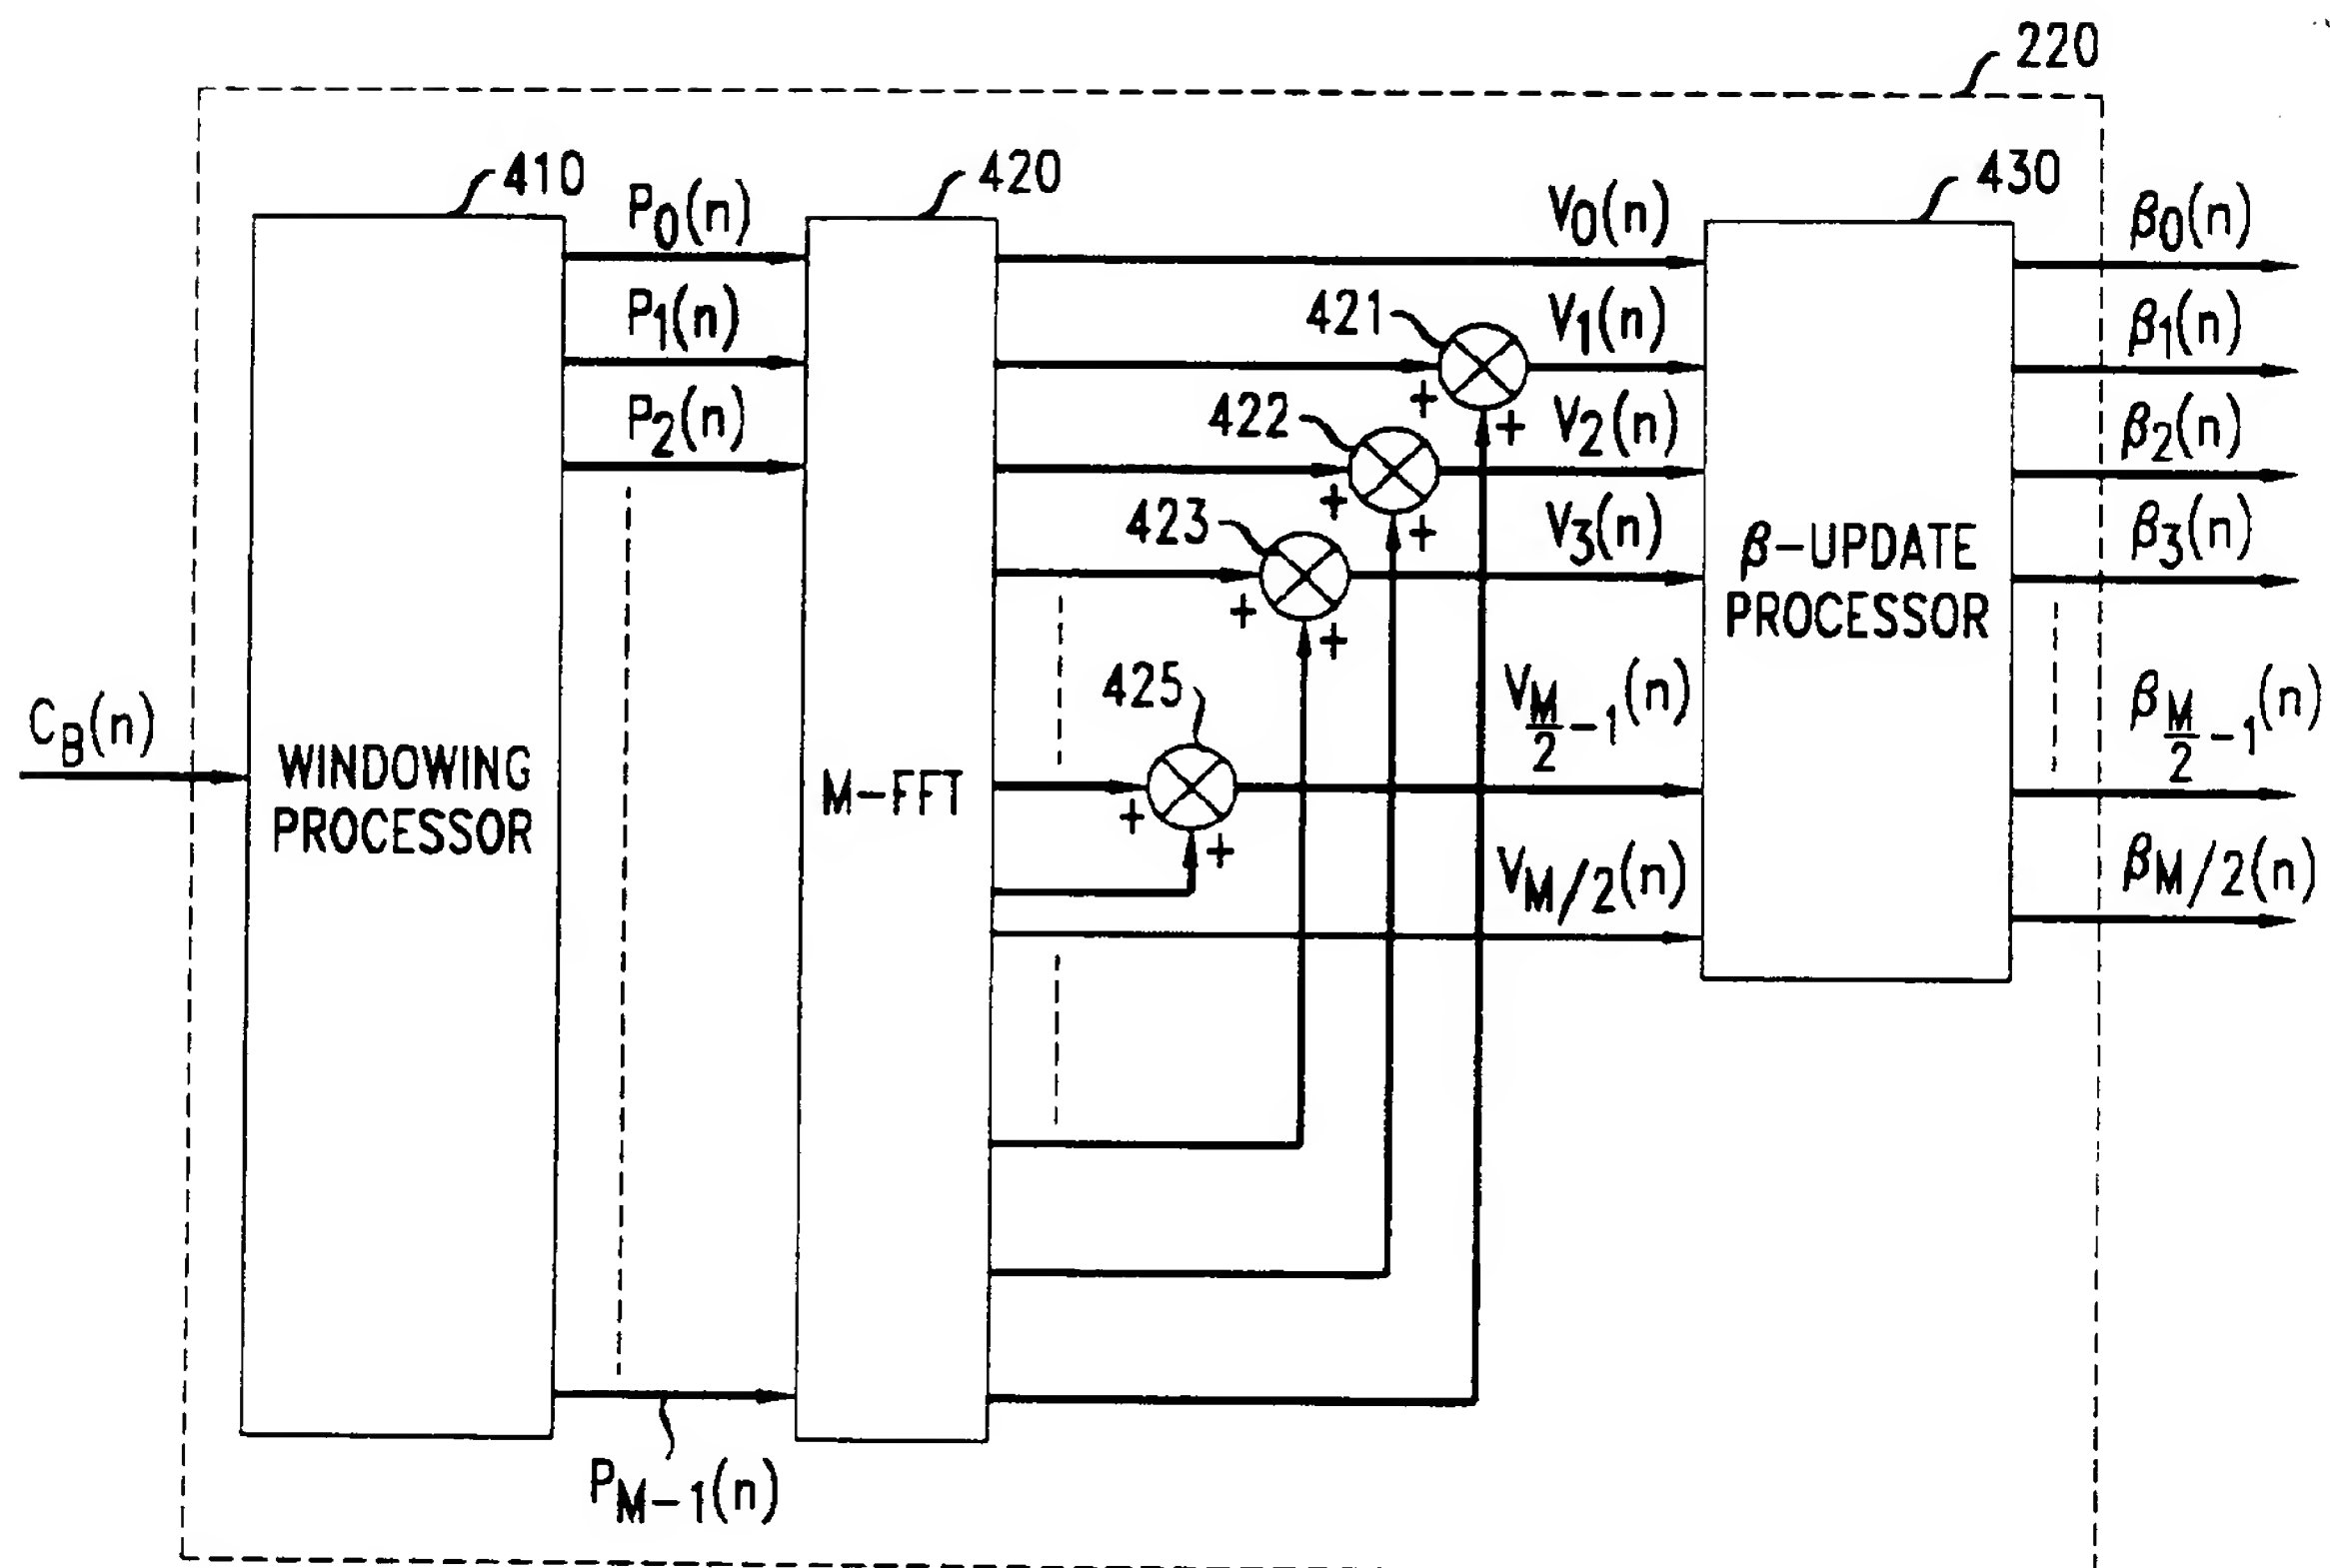 220
410
420
430
P0(n)
P1(n)
P2(n)
V0(n)
β0(n)
421
V1(n)
β1(n)
+
+
422
V2(n)
β2(n)
+
+
423
V3(n)
β3(n)
+
+
β-UPDATE
PROCESSOR
425
VM/2-1(n)
βM/2-1(n)
+
+
CB(n)
WINDOWING
PROCESSOR
M-FFT
VM/2(n)
βM/2(n)
PM-1(n)